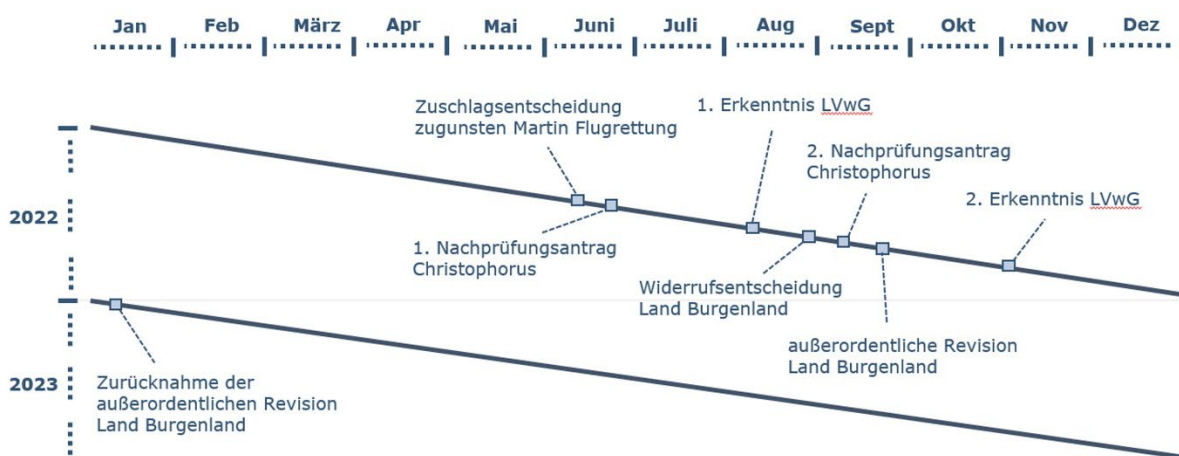 Jan Feb März Apr Mai Juni Juli Aug Sept Okt Nov Dez
Zuschlagsentscheidung
zugunsten Martin Flugrettung
1. Erkenntnis LVwG
2. Nachprüfungsantrag
Christophorus
2. Erkenntnis LVwG
2022
1. Nachprüfungsantrag
Christophorus
Widerrufsentscheidung
Land Burgenland
außerordentliche Revision
Land Burgenland
2023
Zurücknahme der
außerordentlichen Revision
Land Burgenland